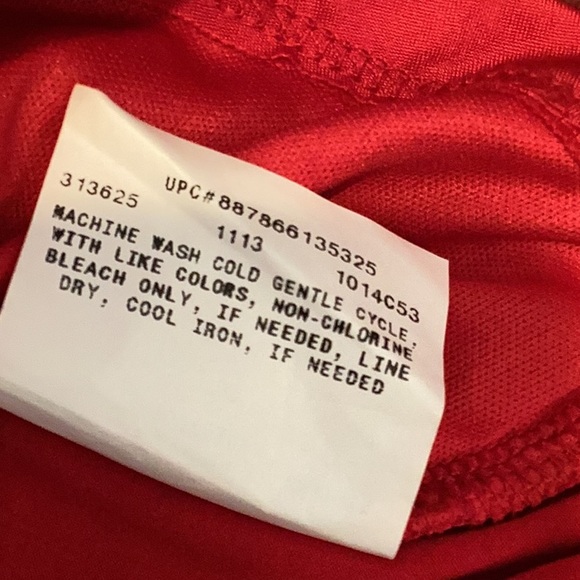 UPC#887866135325
313625 1113 1014C53
MACHINE WASH COLD GENTLE CYCLE,
WITH LIKE COLORS, NON-CHLORINE
BLEACH ONLY, IF NEEDED, LINE
DRY, COOL IRON, IF NEEDED